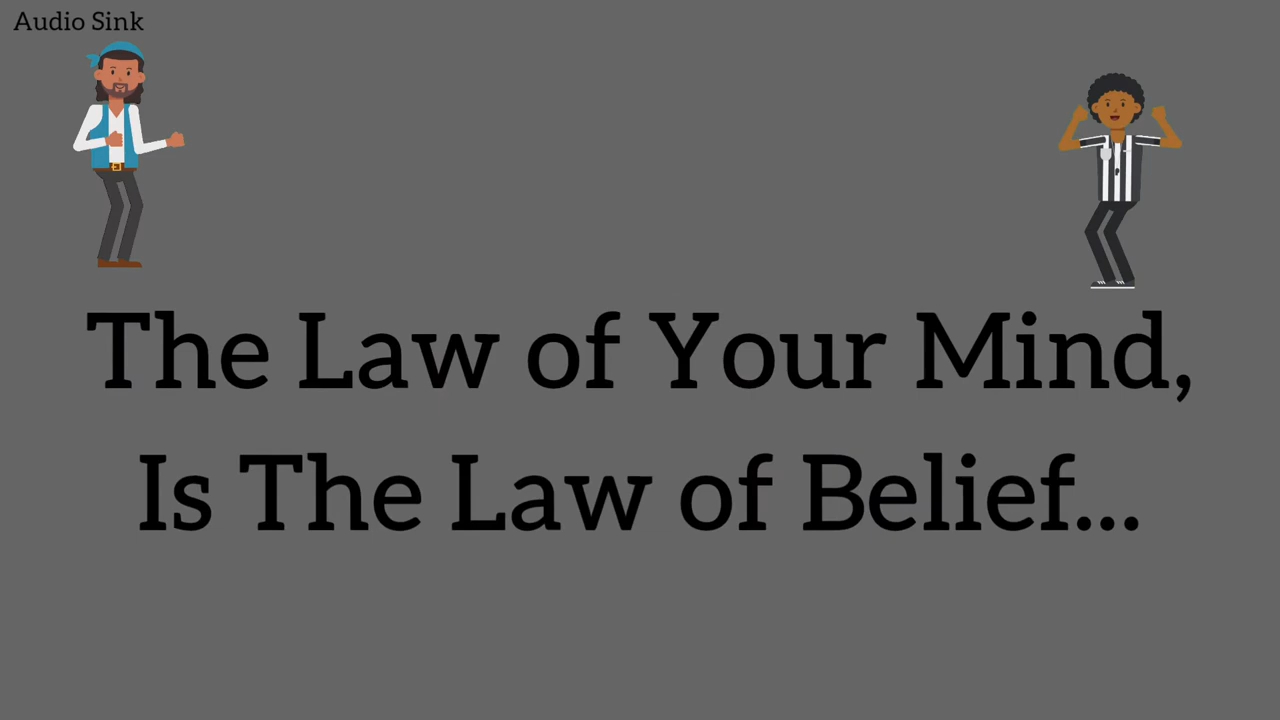 Audio Sink
The Law of Your Mind,
Is The Law of Belief...